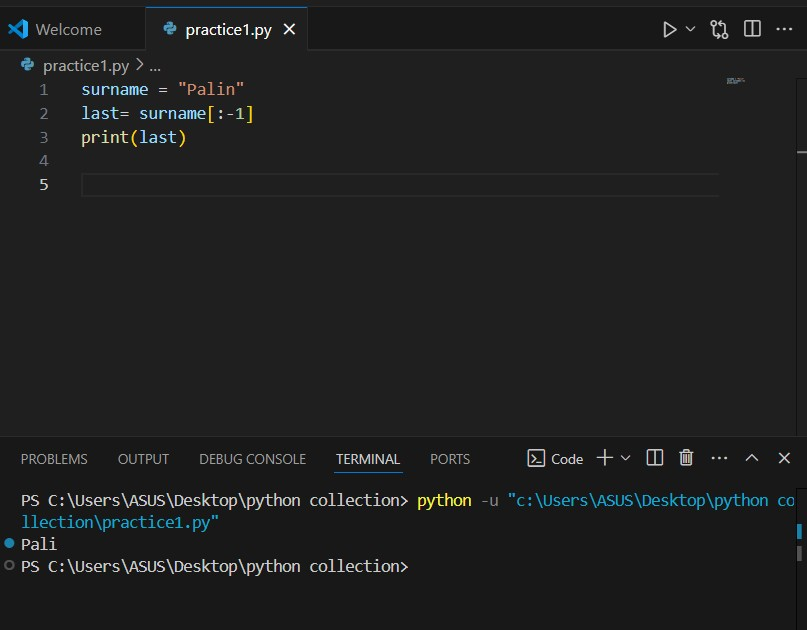 Welcome
practice1.py
practice1.py > ...
1 surname = "Palin"
2 last= surname[:-1]
3 print(last)
4
5
PROBLEMS OUTPUT DEBUG CONSOLE TERMINAL PORTS Code
PS C:\Users\ASUS\Desktop\python collection> python -u "c:\Users\ASUS\Desktop\python co
llection\practice1.py"
Pali
PS C:\Users\ASUS\Desktop\python collection>